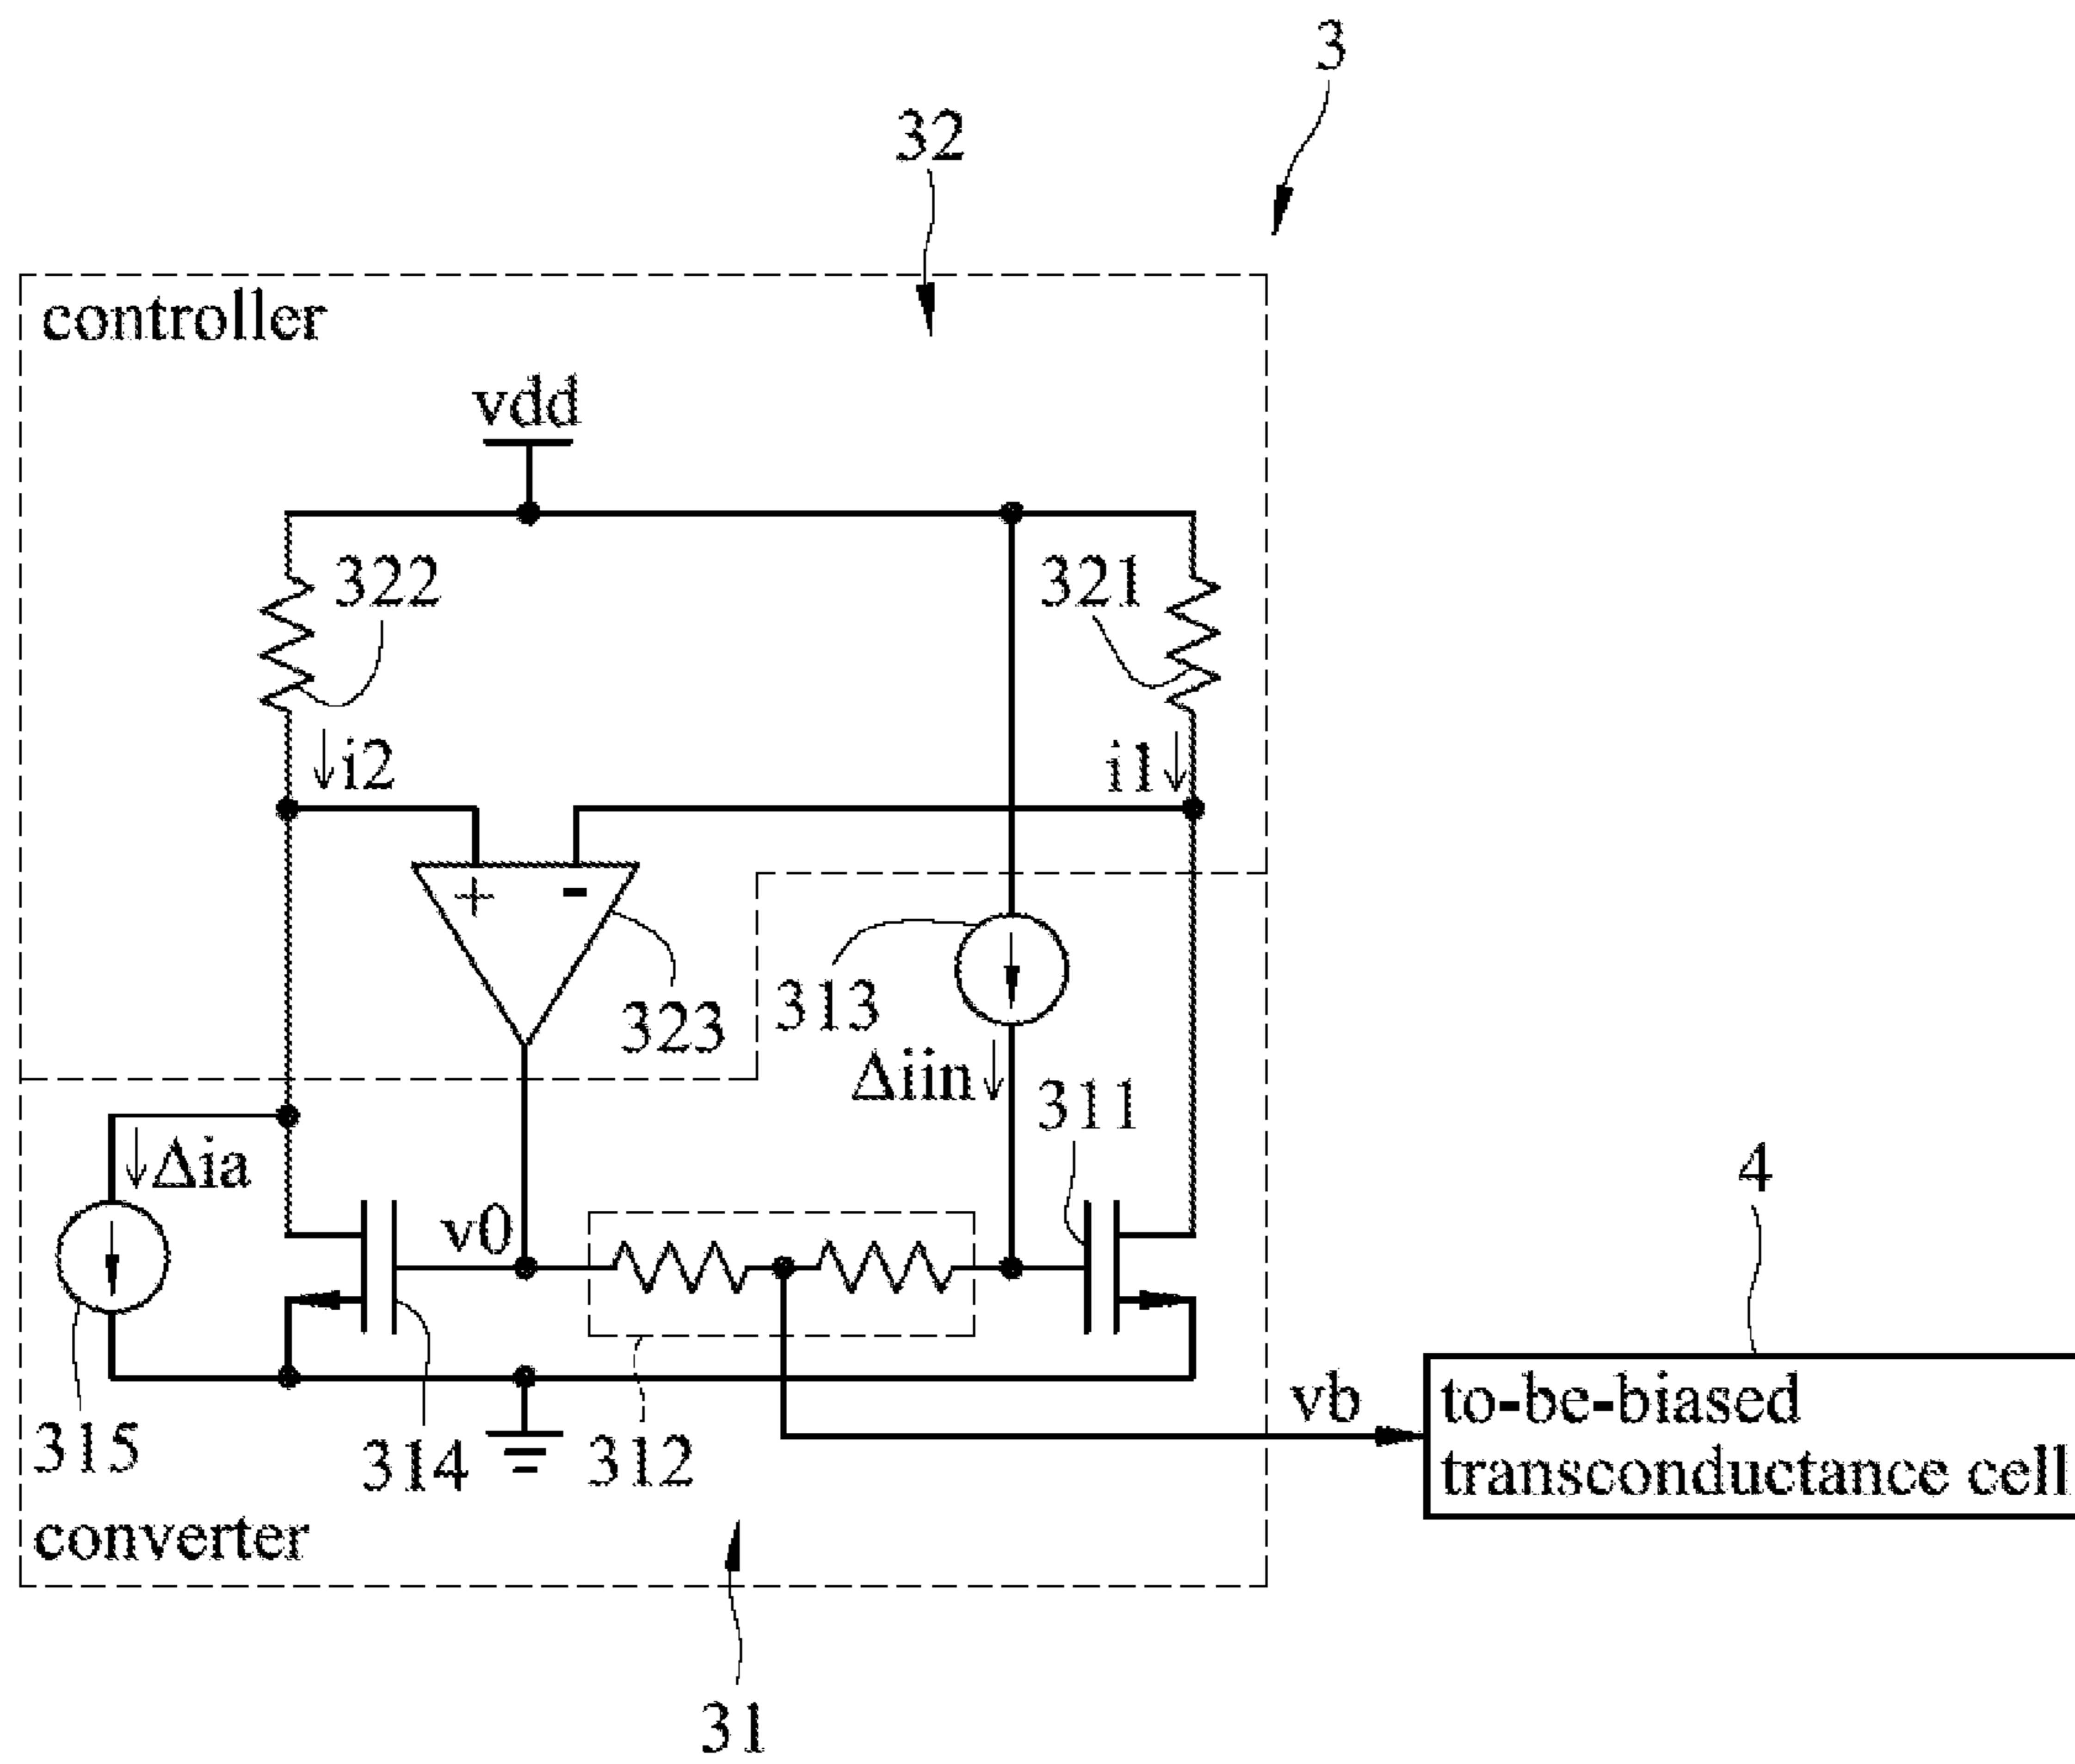 3
32
controller
vdd
322
321
i2
i1
+
-
323
313
Δiin
311
Δia
v0
4
vb
to-be-biased
transconductance cell
315
314
312
converter
31